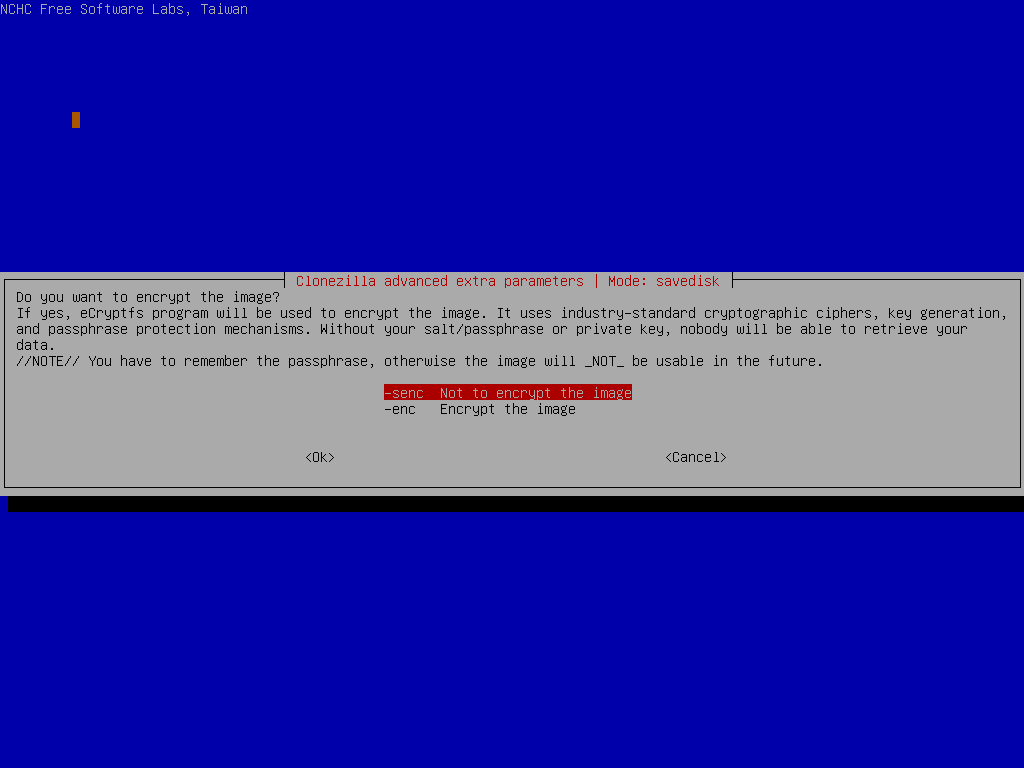 NCHC Free Software Labs, Taiwan
Clonezilla advanced extra parameters | Mode: savedisk
Do you want to encrypt the image?
If yes, eCryptfs program will be used to encrypt the image. It uses industry-standard cryptographic ciphers, key generation,
and passphrase protection mechanisms. Without your salt/passphrase or private key, nobody will be able to retrieve your
data.
//NOTE// You have to remember the passphrase, otherwise the image will _NOT_ be usable in the future.
-senc  Not to encrypt the image
-enc   Encrypt the image
<Ok> <Cancel>